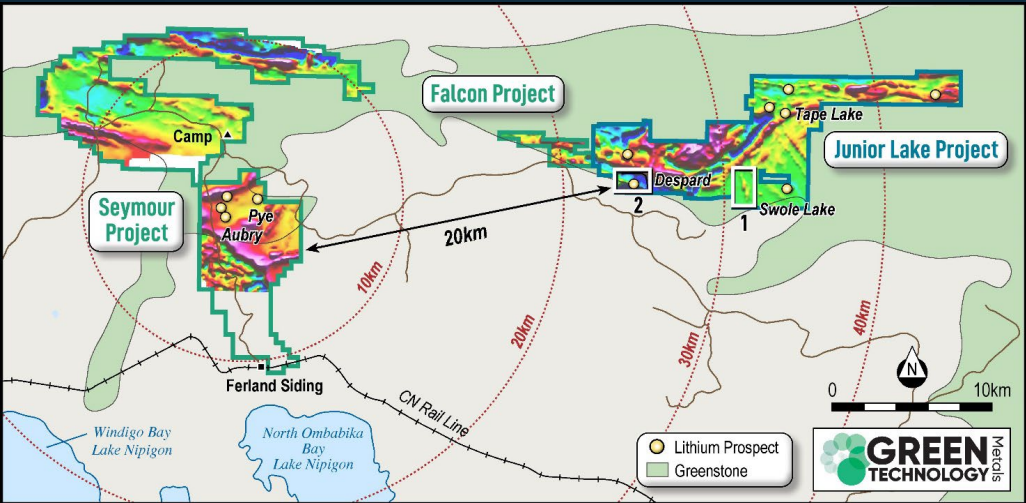 Falcon Project
Camp
Tape Lake
Junior Lake Project
Despard
2
Swole Lake
1
Seymour
Project
Pye
Aubry
20km
10km
20km
30km
40km
N
0
10km
Ferland Siding
CN Rail Line
Windigo Bay
Lake Nipigon
North Ombabika
Bay
Lake Nipigon
Lithium Prospect
Greenstone
GREEN
TECHNOLOGY
Metals